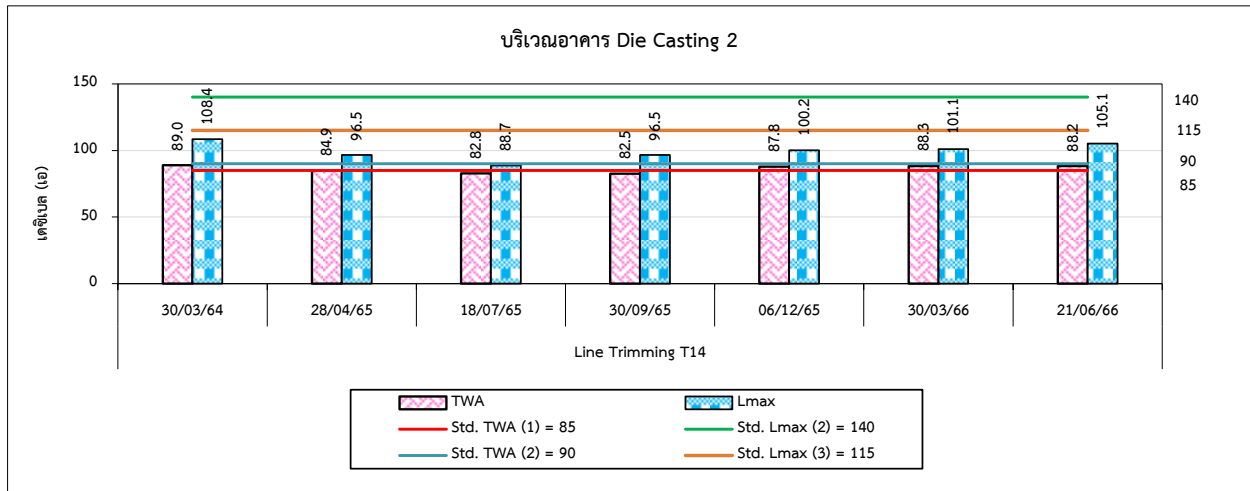 บริเวณอาคาร Die Casting 2
เดซิเบล (เอ)
150
100
50
0
140
115
90
85
89.0 108.4 84.9 96.5 82.8 88.7 82.5 96.5 87.8 100.2 88.3 101.1 88.2 105.1
30/03/64 28/04/65 18/07/65 30/09/65 06/12/65 30/03/66 21/06/66
Line Trimming T14
TWA Lmax
Std. TWA (1) = 85 Std. Lmax (2) = 140
Std. TWA (2) = 90 Std. Lmax (3) = 115